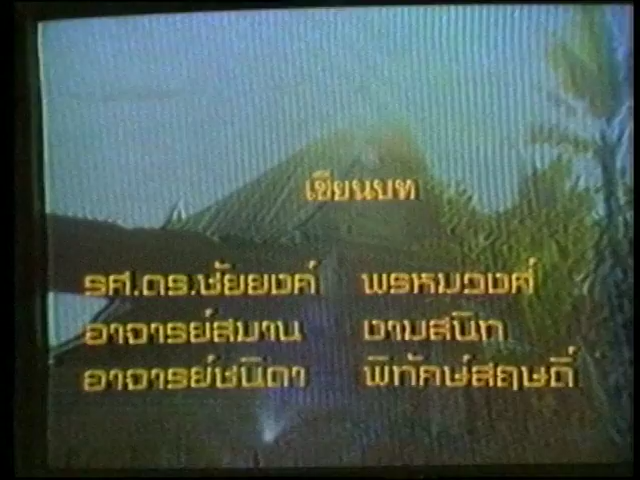 เขียนบท
รศ.ดร.ชัยยงค์ พรหมวงศ์
อาจารย์สมาน งามสนิท
อาจารย์ชนิดา พิทักษ์สฤษดิ์